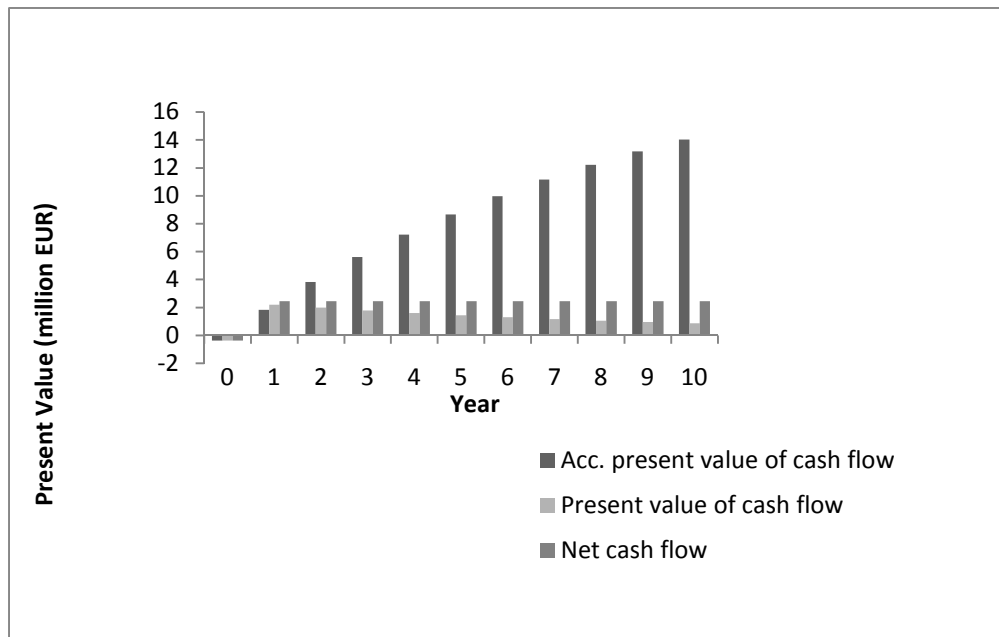 Present Value (million EUR)
16
14
12
10
8
6
4
2
0
-2
0 1 2 3 4 5 6 7 8 9 10
Year
Acc. present value of cash flow
Present value of cash flow
Net cash flow